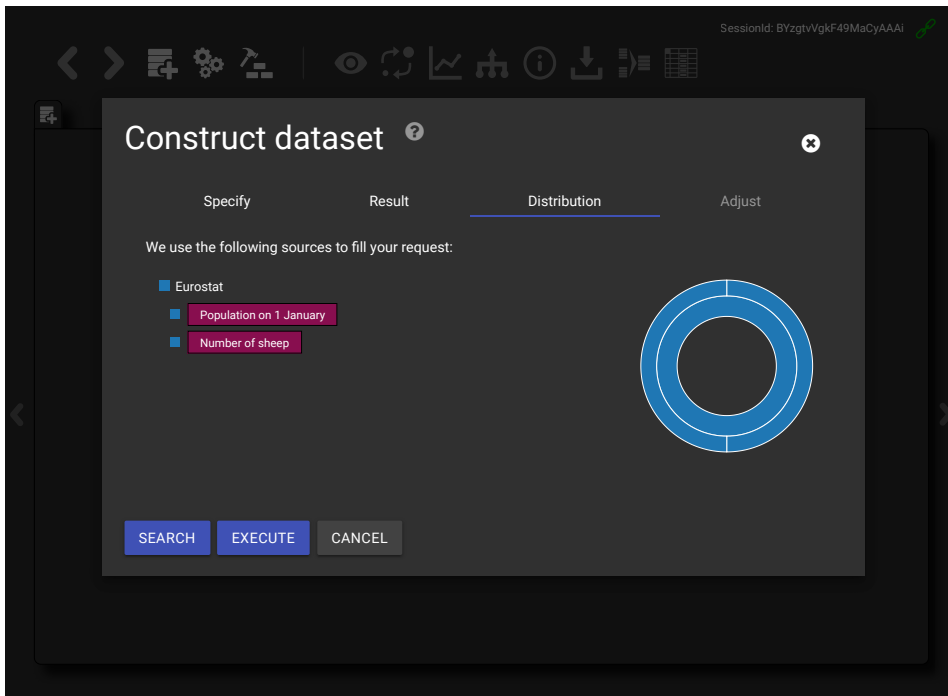 SessionId: BYzgtvVgkF49MaCyAAAi
Construct dataset ?
Specify Result Distribution Adjust
We use the following sources to fill your request:
Eurostat
Population on 1 January
Number of sheep
SEARCH EXECUTE CANCEL